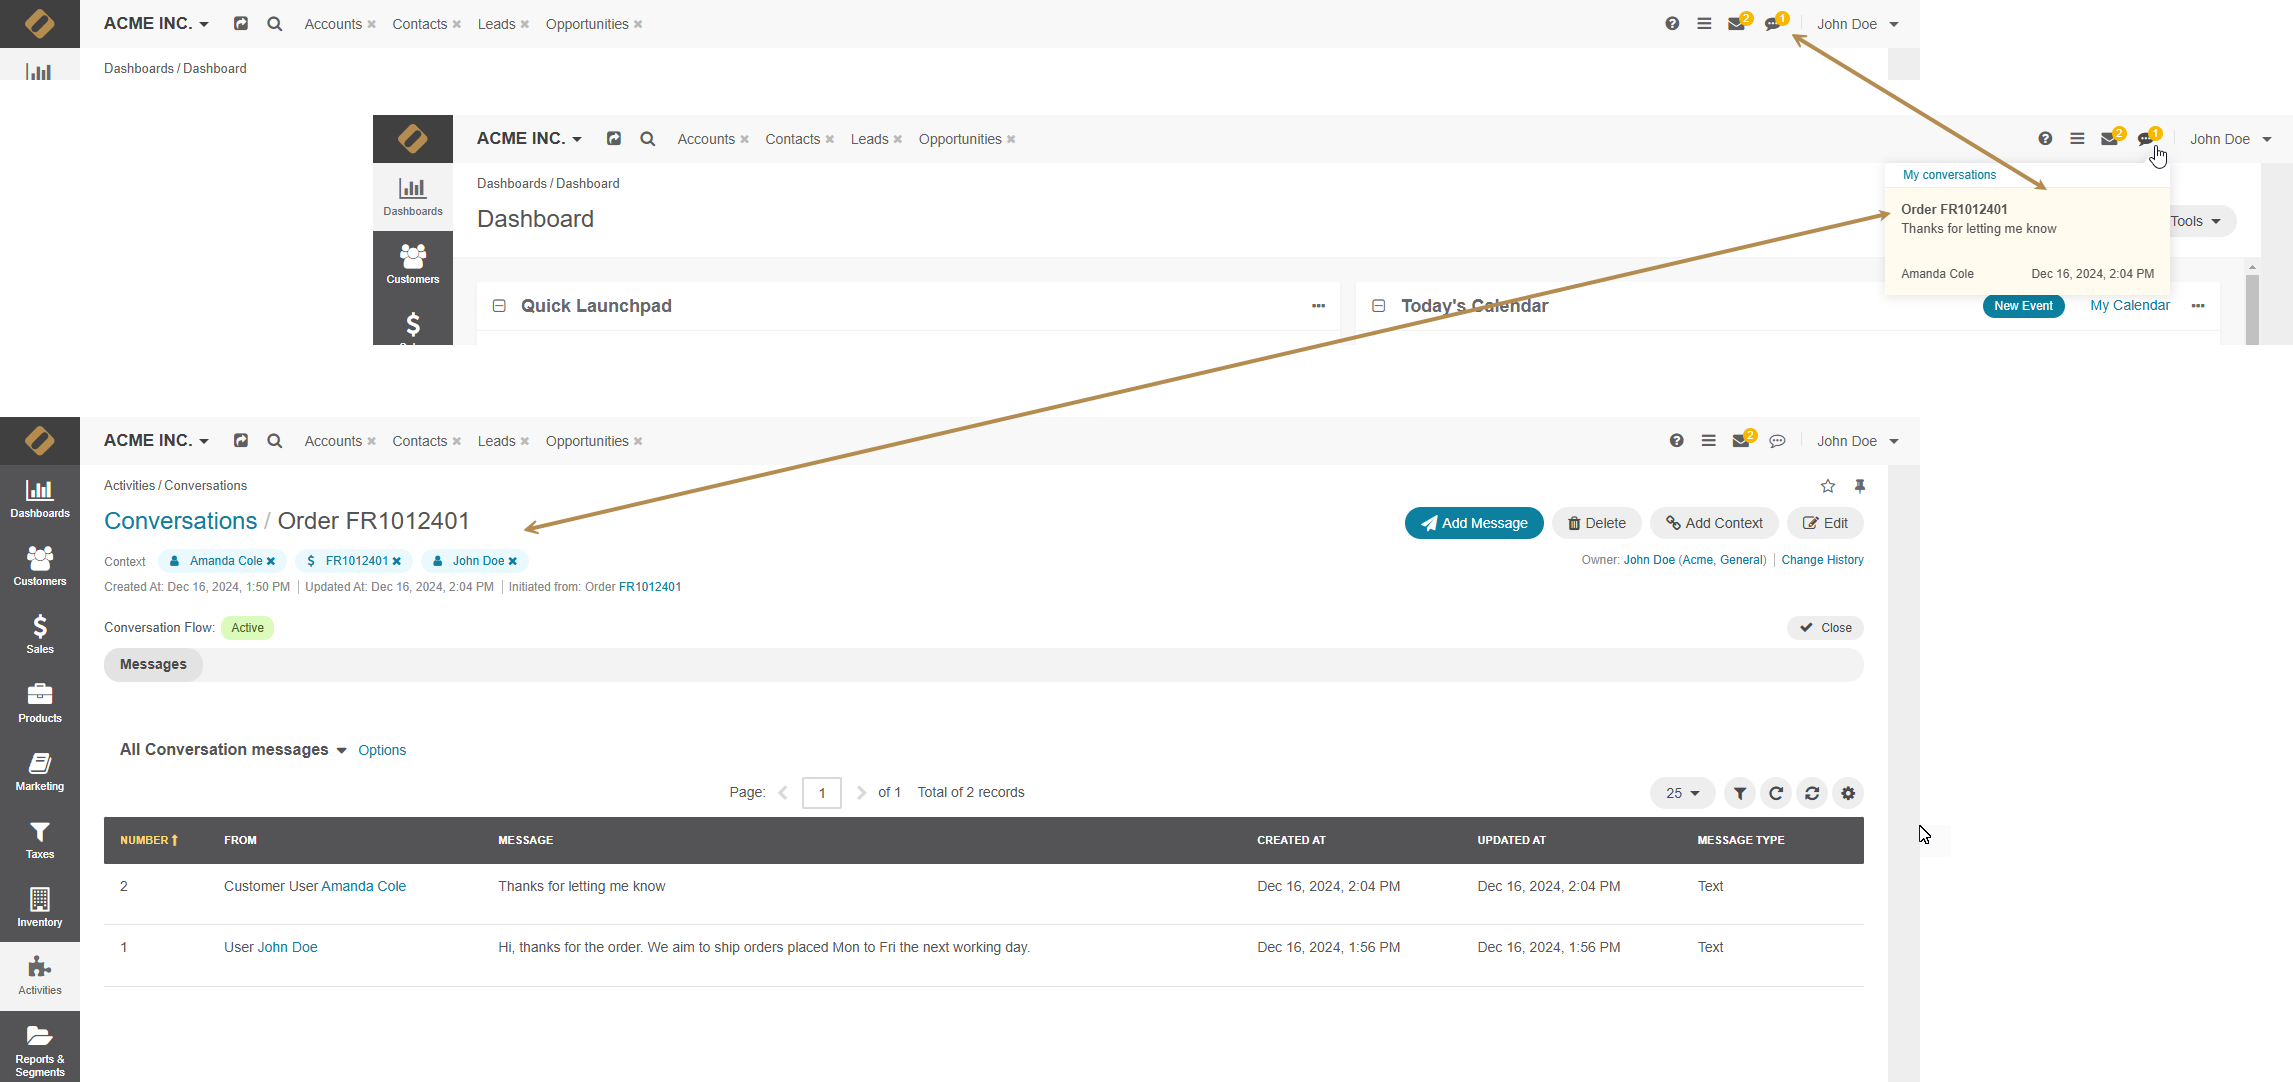 ACME INC. Accounts Contacts Leads Opportunities 2 1 John Doe
Dashboards / Dashboard
ACME INC. Accounts Contacts Leads Opportunities 2 1 John Doe
Dashboards
Dashboards / Dashboard
Dashboard
My conversations
Order FR1012401
Thanks for letting me know
Amanda Cole Dec 16, 2024, 2:04 PM
Tools
Customers
Quick Launchpad
Today's Calendar New Event My Calendar
ACME INC. Accounts Contacts Leads Opportunities 2 John Doe
Dashboards
Customers
Sales
Products
Marketing
Taxes
Inventory
Activities
Reports &
Segments
Activities / Conversations
Conversations / Order FR1012401 Add Message Delete Add Context Edit
Context Amanda Cole FR1012401 John Doe Owner: John Doe (Acme, General) Change History
Created At: Dec 16, 2024, 1:50 PM Updated At: Dec 16, 2024, 2:04 PM Initiated from: Order FR1012401
Conversation Flow: Active Close
Messages
All Conversation messages Options
Page: 1 of 1 Total of 2 records 25
NUMBER FROM MESSAGE CREATED AT UPDATED AT MESSAGE TYPE
2 Customer User Amanda Cole Thanks for letting me know Dec 16, 2024, 2:04 PM Dec 16, 2024, 2:04 PM Text
1 User John Doe Hi, thanks for the order. We aim to ship orders placed Mon to Fri the next working day. Dec 16, 2024, 1:56 PM Dec 16, 2024, 1:56 PM Text